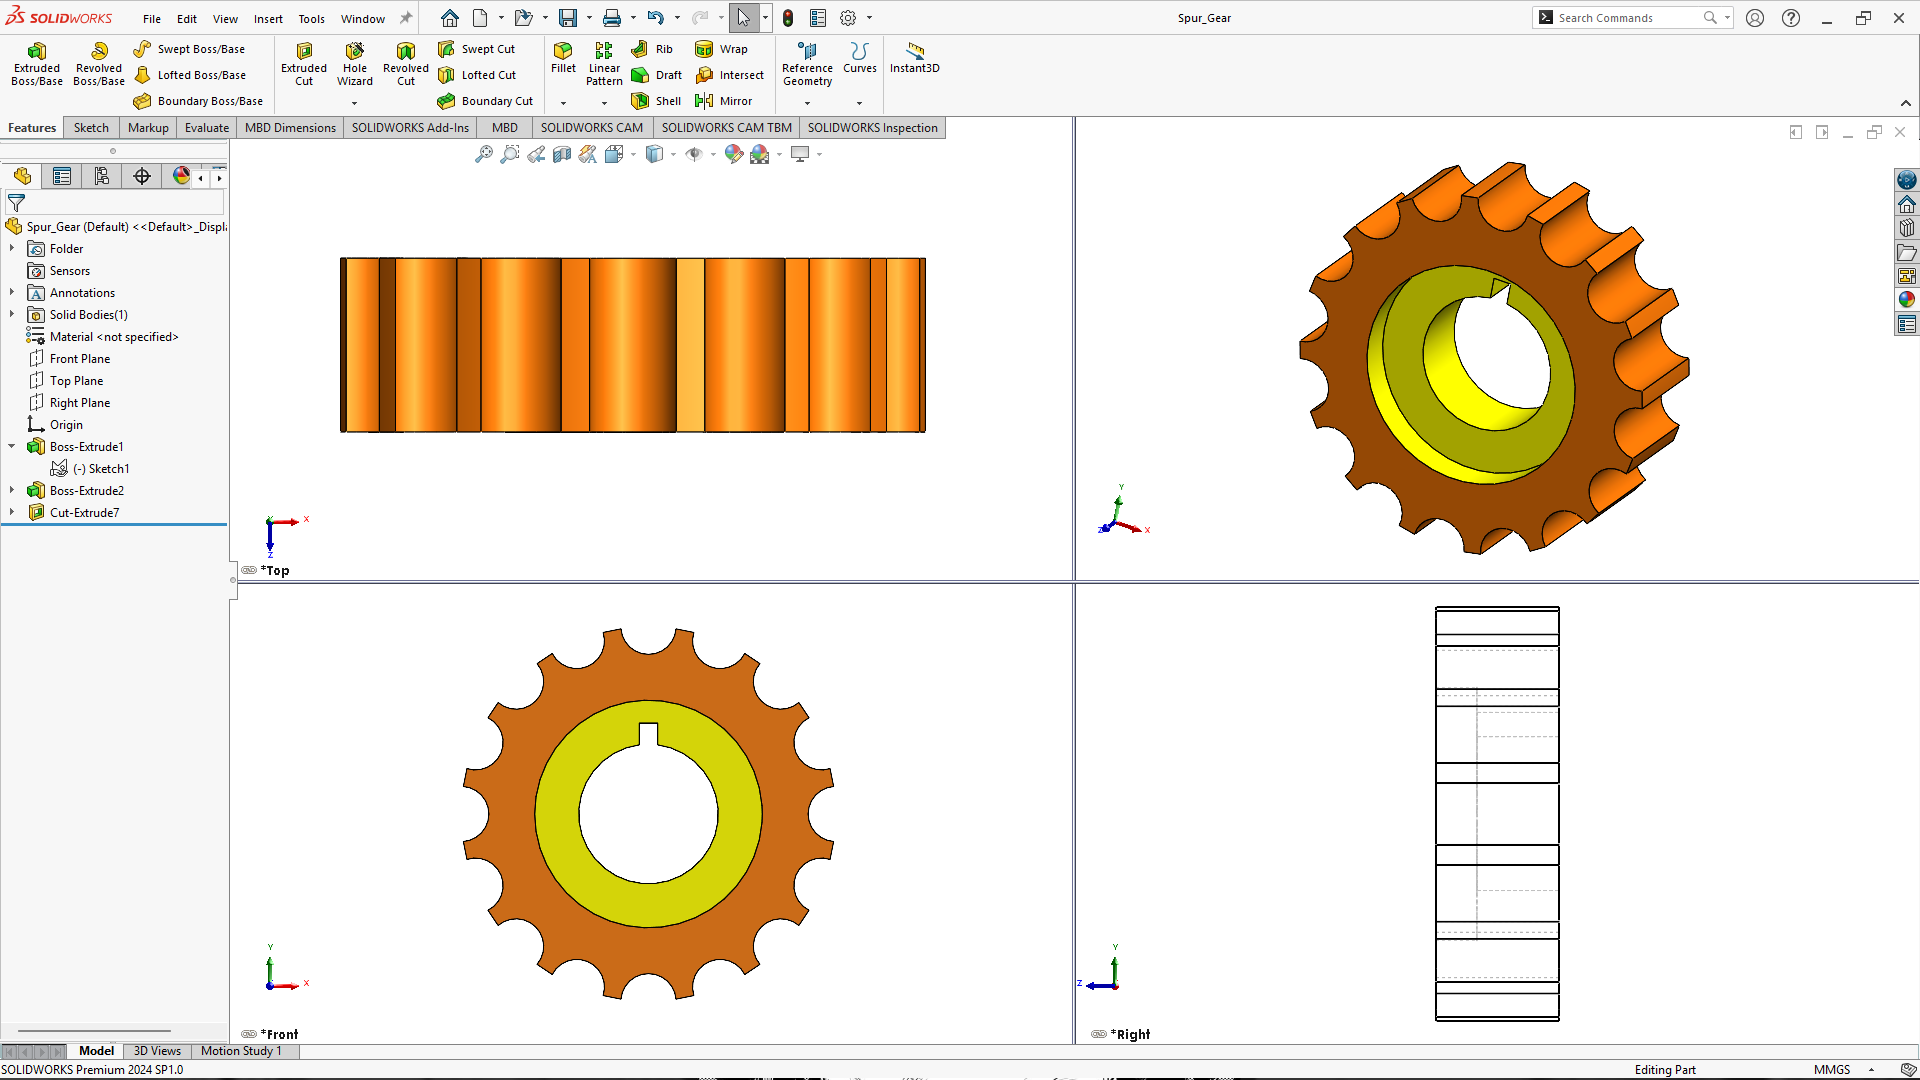 SOLIDWORKS
File Edit View Insert Tools Window
Spur_Gear
Search Commands
Extruded Boss/Base
Revolved Boss/Base
Swept Boss/Base
Lofted Boss/Base
Boundary Boss/Base
Extruded Cut
Hole Wizard
Revolved Cut
Swept Cut
Lofted Cut
Boundary Cut
Fillet
Linear Pattern
Rib
Draft
Shell
Wrap
Intersect
Mirror
Reference Geometry
Curves
Instant3D
Features Sketch Markup Evaluate MBD Dimensions SOLIDWORKS Add-Ins MBD SOLIDWORKS CAM SOLIDWORKS CAM TBM SOLIDWORKS Inspection
Spur_Gear (Default) <<Default>_Displ
Folder
Sensors
Annotations
Solid Bodies(1)
Material <not specified>
Front Plane
Top Plane
Right Plane
Origin
Boss-Extrude1
(-) Sketch1
Boss-Extrude2
Cut-Extrude7
X
Z
*Top
Y
Z
X
Y
X
*Front
Y
Z
*Right
Model 3D Views Motion Study 1
SOLIDWORKS Premium 2024 SP1.0
Editing Part
MMGS